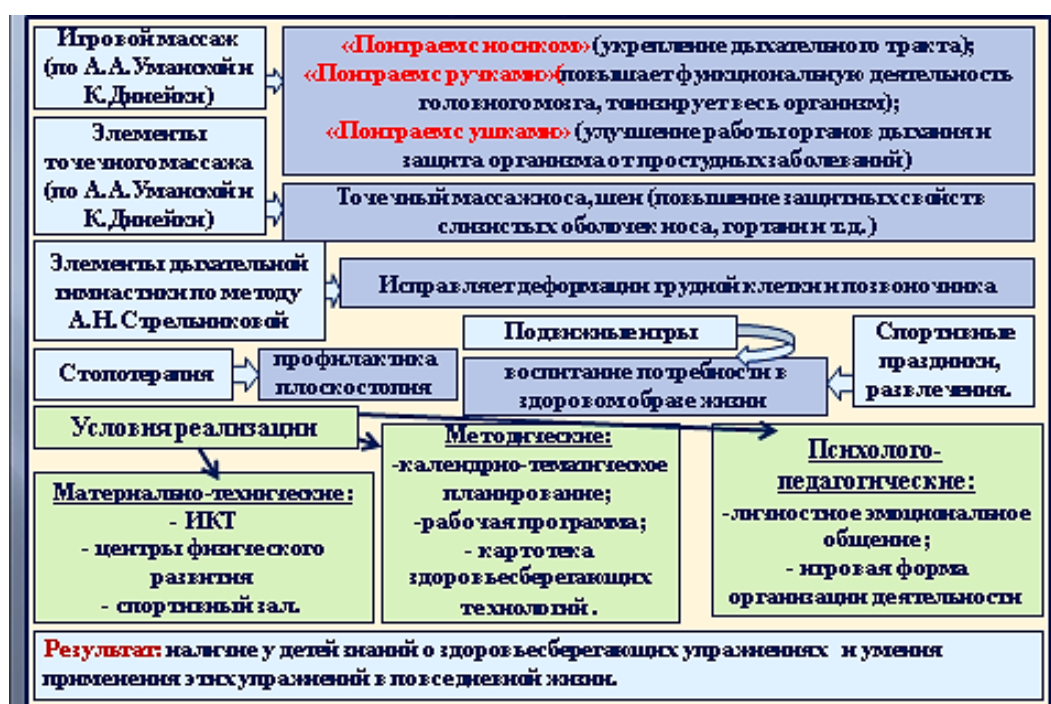 Игровой массаж
(по А.А.Уманской и
К.Динейки)
«Поиграем с носиком» (укрепление дыхательного тракта);
«Поиграем с ручками»(повышает функциональную деятельность
головного мозга, тонизирует весь организм);
«Поиграем с ушками» (улучшение работы органов дыхания и
защита организма от простудных заболеваний)
Элементы
точечного массажа
(по А.А.Уманской и
К.Динейки)
Точечный массаж носа, шеи (повышение защитных свойств
слизистых оболочек носа, гортани и т.д.)
Элементы дыхательной
гимнастики по методу
А.Н. Стрельниковой
Исправляет деформации грудной клетки и позвоночника
Подвижные игры
Спортивные
праздники,
развлечения.
Стопотерапия
профилактика
плоскостопия
воспитание потребности в
здоровом образе жизни
Условия реализации
Материально-технические:
- ИКТ
- центры физического
развития
- спортивный зал.
Методические:
-календрно-тематическое
планирование;
-рабочая программа;
- картотека
здоровьесберегающих
технологий.
Психолого-
педагогические:
-личностное эмоциональное
общение;
- игровая форма
организации деятельности
Результат: наличие у детей знаний о здоровьесберегающих упражнениях и умения
применения этих упражнений в повседневной жизни.